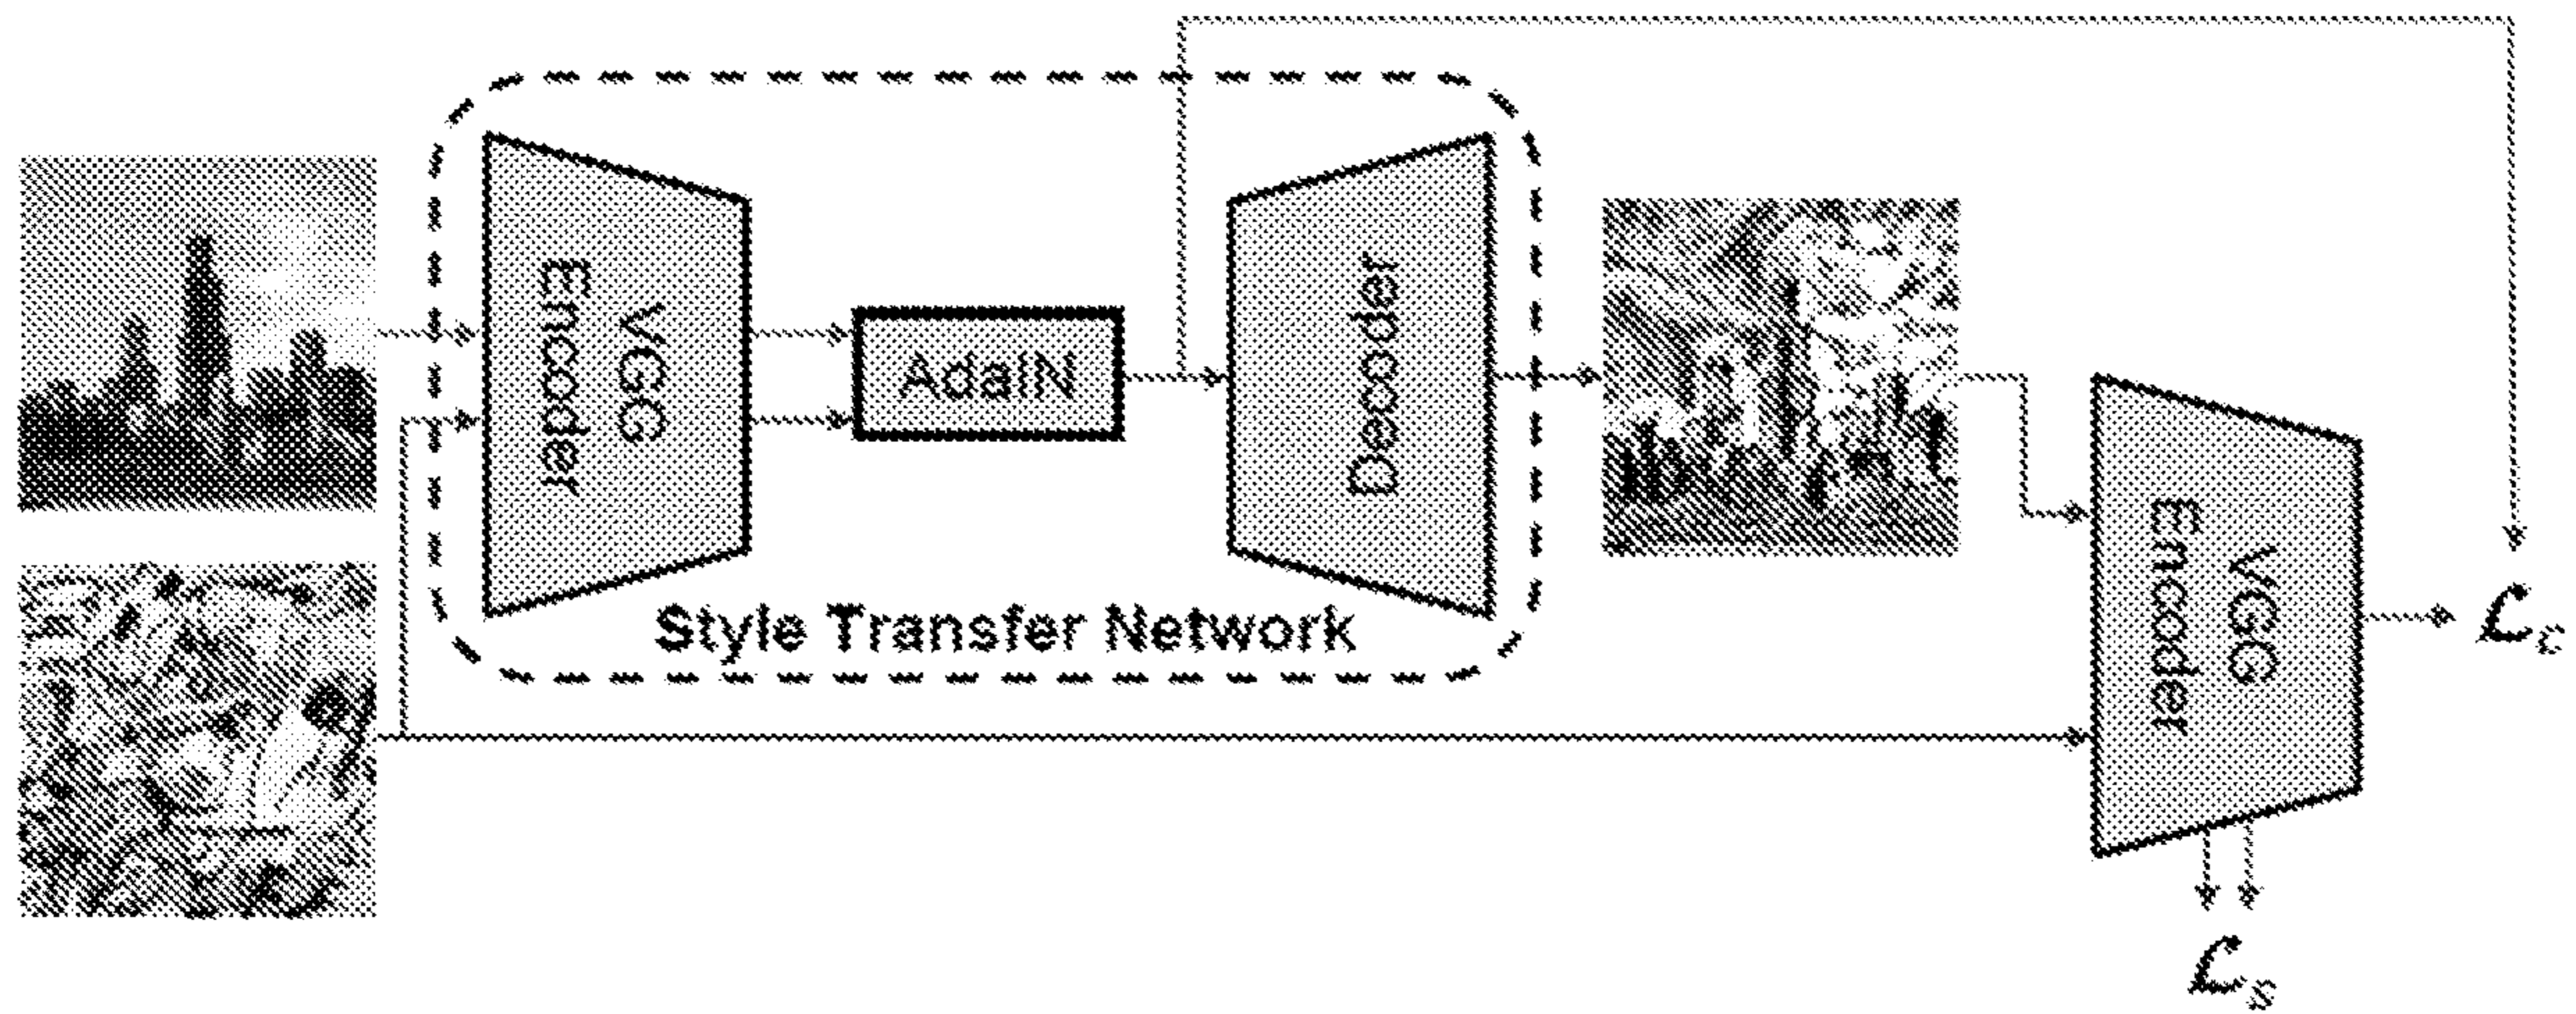 VGG
Encoder
AdaIN
Decoder
Style Transfer Network
VGG
Encoder
ℒc
ℒs